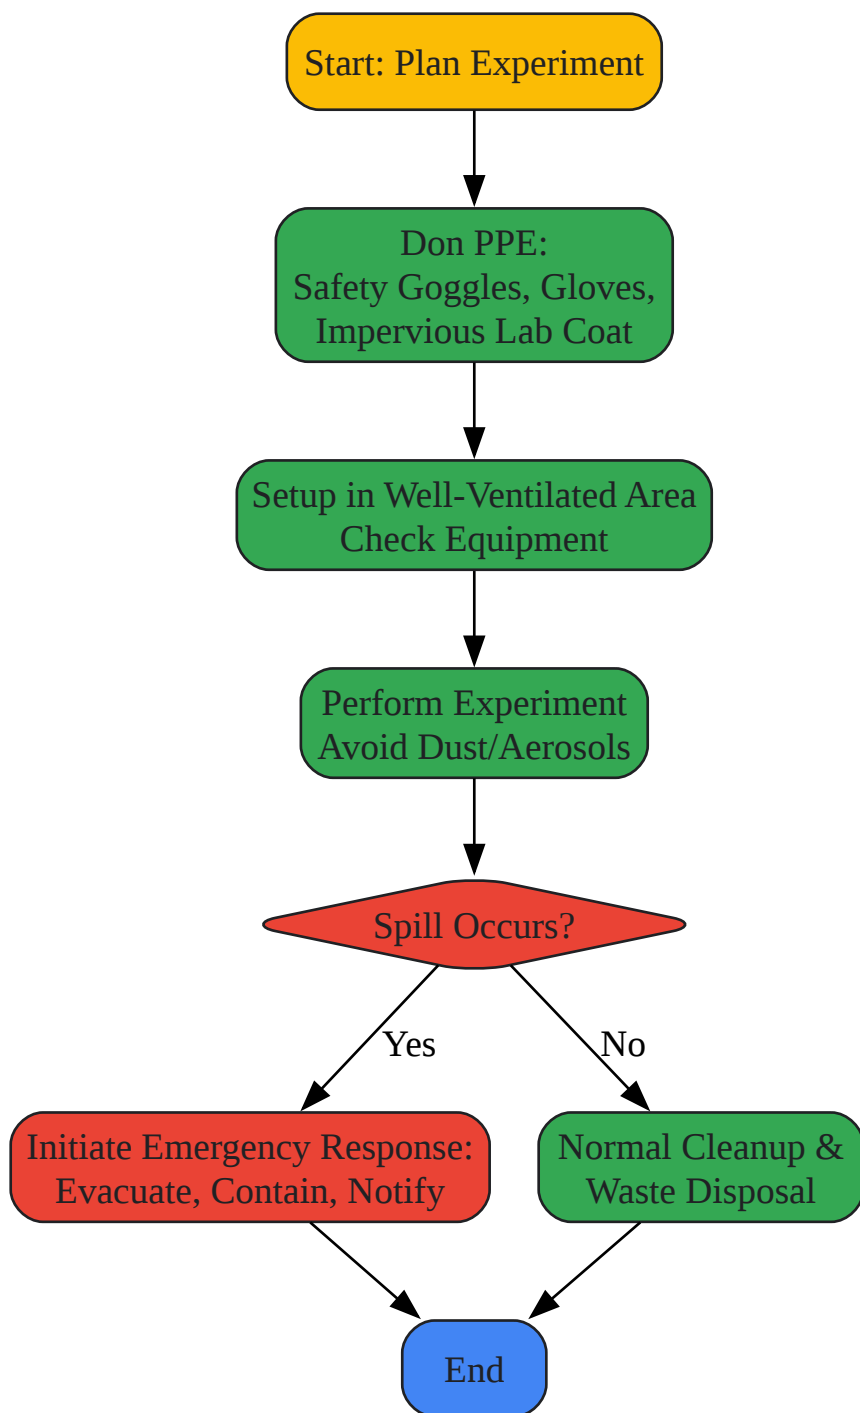 Start: Plan Experiment
Don PPE:
Safety Goggles, Gloves,
Impervious Lab Coat
Setup in Well-Ventilated Area
Check Equipment
Perform Experiment
Avoid Dust/Aerosols
Spill Occurs?
Yes
No
Initiate Emergency Response:
Evacuate, Contain, Notify
Normal Cleanup &
Waste Disposal
End